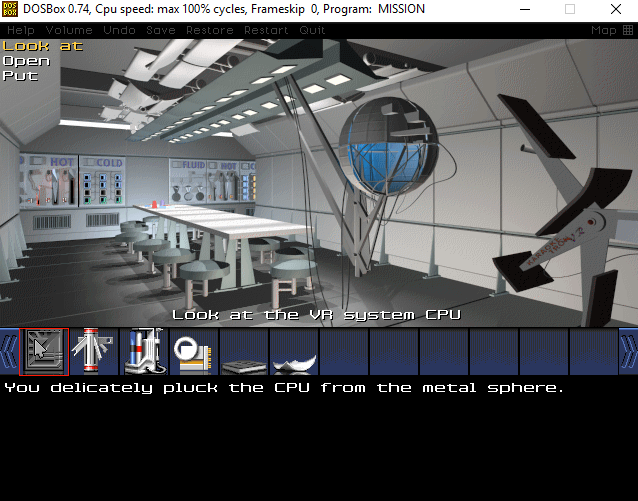 DOSBox 0.74, Cpu speed: max 100% cycles, Frameskip 0, Program: MISSION
Help Volume Undo Save Restore Restart Quit Map
Look at
Open
Put
HOT COLD FLUID HOT
Look at the VR system CPU
You delicately pluck the CPU from the metal sphere.